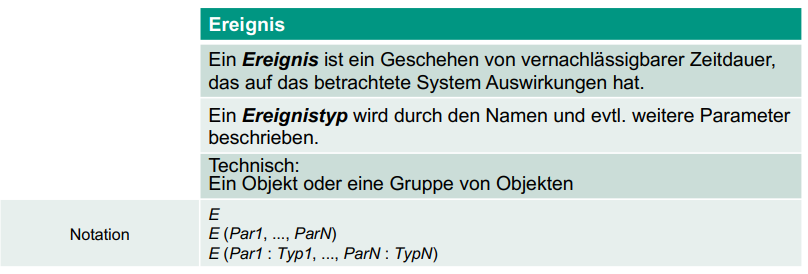 Ereignis
Ein Ereignis ist ein Geschehen von vernachlässigbarer Zeitdauer,
das auf das betrachtete System Auswirkungen hat.
Ein Ereignistyp wird durch den Namen und evtl. weitere Parameter
beschrieben.
Technisch:
Ein Objekt oder eine Gruppe von Objekten
Notation
E
E (Par1, ..., ParN)
E (Par1 : Typ1, ..., ParN : TypN)